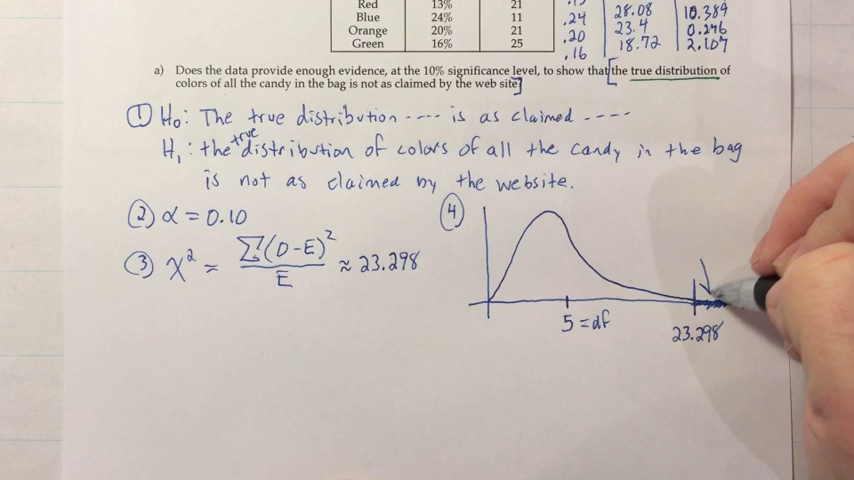 Red 13% 21
Blue 24% 11 .24 28.08 10.389
Orange 20% 21 .20 23.4 0.246
Green 16% 25 .16 18.72 2.107
a) Does the data provide enough evidence, at the 10% significance level, to show that [the true distribution of
colors of all the candy in the bag is not as claimed by the web site]
① H₀: The true distribution ---- is as claimed ----
H₁: the true distribution of colors of all the candy in the bag
is not as claimed by the website.
② α = 0.10
③ χ² = Σ(O-E)² / E ≈ 23.298
④
5 = df
23.298